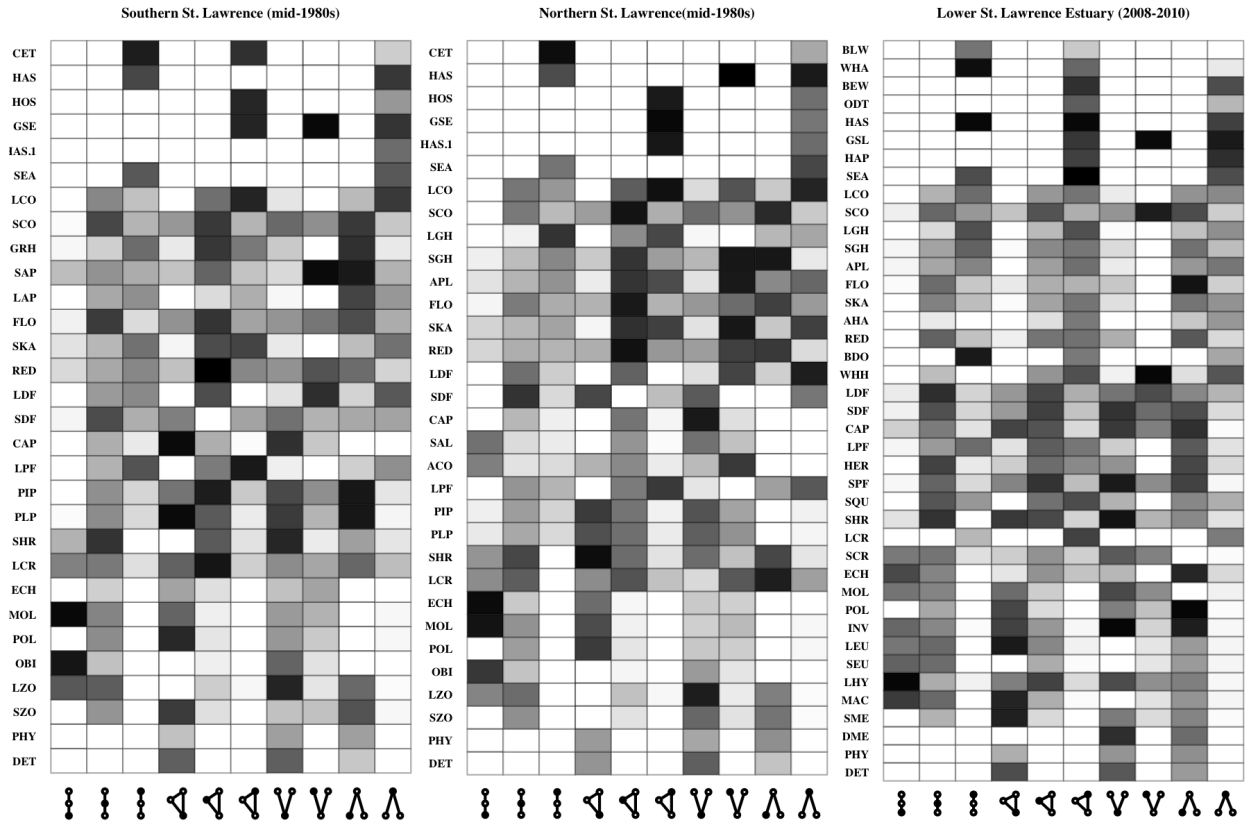 Southern St. Lawrence (mid-1980s)
Northern St. Lawrence(mid-1980s)
Lower St. Lawrence Estuary (2008-2010)
CET
HAS
HOS
GSE
IAS.1
SEA
LCO
SCO
GRH
SAP
LAP
FLO
SKA
RED
LDF
SDF
CAP
LPF
PIP
PLP
SHR
LCR
ECH
MOL
POL
OBI
LZO
SZO
PHY
DET
CET
HAS
HOS
GSE
HAS.1
SEA
LCO
SCO
LGH
SGH
APL
FLO
SKA
RED
LDF
SDF
CAP
SAL
ACO
LPF
PIP
PLP
SHR
LCR
ECH
MOL
POL
OBI
LZO
SZO
PHY
DET
BLW
WHA
BEW
ODT
HAS
GSL
HAP
SEA
LCO
SCO
LGH
SGH
APL
FLO
SKA
AHA
RED
BDO
WHH
LDF
SDF
CAP
LPF
HER
SPF
SQU
SHR
LCR
SCR
ECH
MOL
POL
INV
LEU
SEU
LHY
MAC
SME
DME
PHY
DET